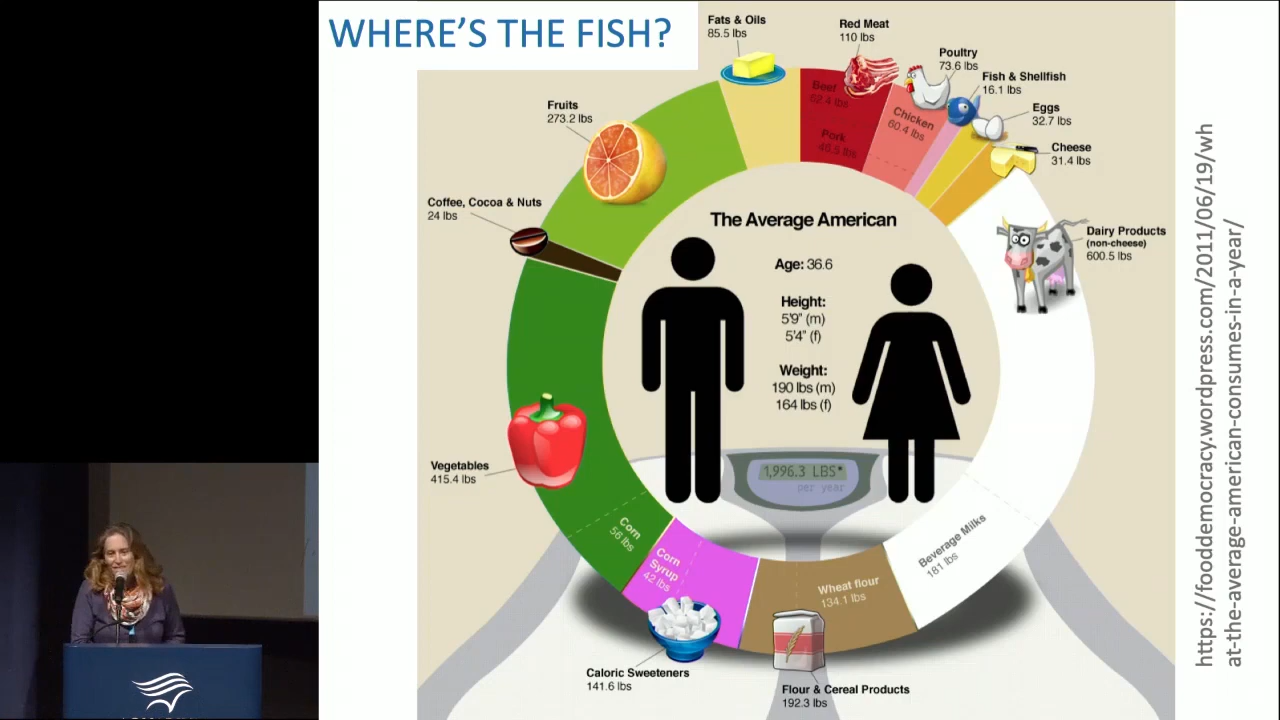 WHERE'S THE FISH?
Fats & Oils
85.5 lbs
Red Meat
110 lbs
Poultry
73.6 lbs
Fish & Shellfish
16.1 lbs
Eggs
32.7 lbs
Cheese
31.4 lbs
Dairy Products
(non-cheese)
600.5 lbs
Beef
62.4 lbs
Pork
46.5 lbs
Chicken
60.4 lbs
Fruits
273.2 lbs
Coffee, Cocoa & Nuts
24 lbs
The Average American
Age: 36.6
Height:
5'9" (m)
5'4" (f)
Weight:
190 lbs (m)
164 lbs (f)
1,996.3 LBS*
per year
Vegetables
415.4 lbs
Corn
56 lbs
Corn
Syrup
42 lbs
Wheat flour
134.1 lbs
Beverage Milks
181 lbs
Caloric Sweeteners
141.6 lbs
Flour & Cereal Products
192.3 lbs
https://fooddemocracy.wordpress.com/2011/06/19/wh
at-the-average-american-consumes-in-a-year/